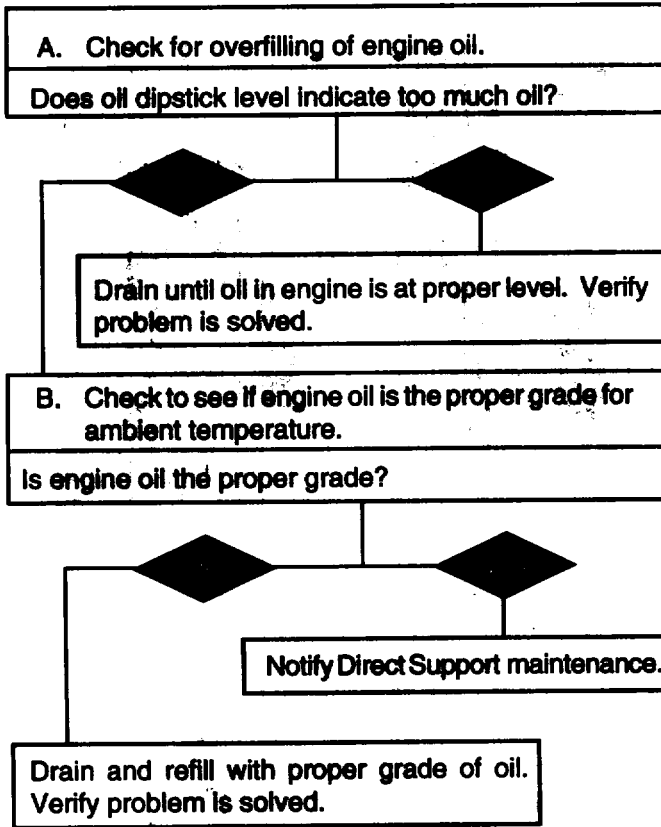 A. Check for overfilling of engine oil.
Does oil dipstick level indicate too much oil?
Drain until oil in engine is at proper level. Verify
problem is solved.
B. Check to see if engine oil is the proper grade for
ambient temperature.
Is engine oil the proper grade?
Notify Direct Support maintenance.
Drain and refill with proper grade of oil.
Verify problem is solved.